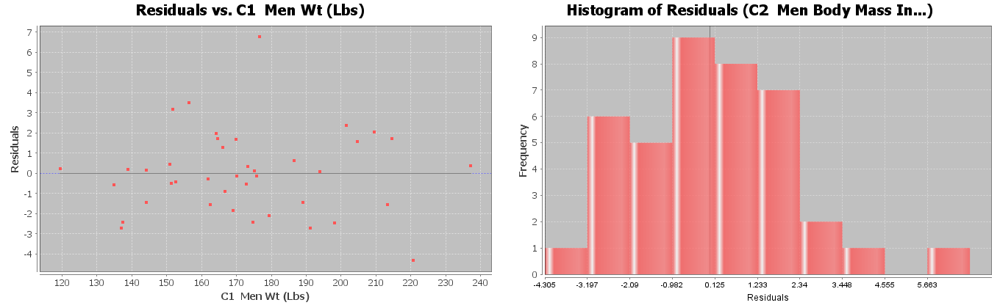 Residuals vs. C1 Men Wt (Lbs)
7
6
5
4
3
2
1
0
-1
-2
-3
-4
Residuals
120 130 140 150 160 170 180 190 200 210 220 230 240
C1 Men Wt (Lbs)
Histogram of Residuals (C2 Men Body Mass In...)
9
8
7
6
5
4
3
2
1
0
Frequency
-4.305 -3.197 -2.09 -0.982 0.125 1.233 2.34 3.448 4.555 5.663
Residuals